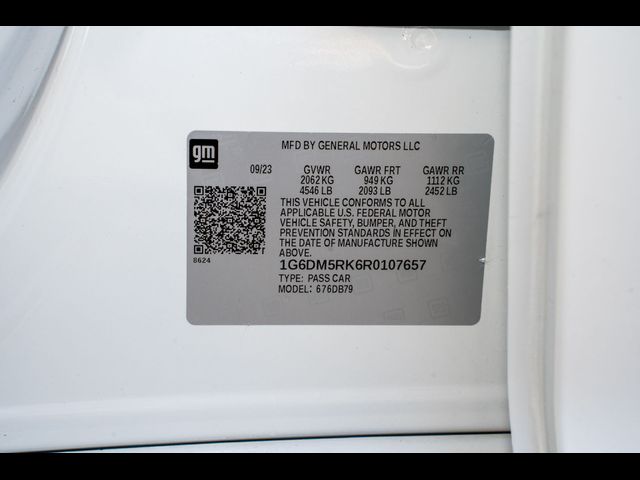 gm
MFD BY GENERAL MOTORS LLC
09/23 GVWR GAWR FRT GAWR RR
2062 KG 949 KG 1112 KG
4546 LB 2093 LB 2452 LB
THIS VEHICLE CONFORMS TO ALL
APPLICABLE U.S. FEDERAL MOTOR
VEHICLE SAFETY, BUMPER, AND THEFT
PREVENTION STANDARDS IN EFFECT ON
THE DATE OF MANUFACTURE SHOWN
ABOVE.
8624
1G6DM5RK6R0107657
TYPE: PASS CAR
MODEL: 676DB79